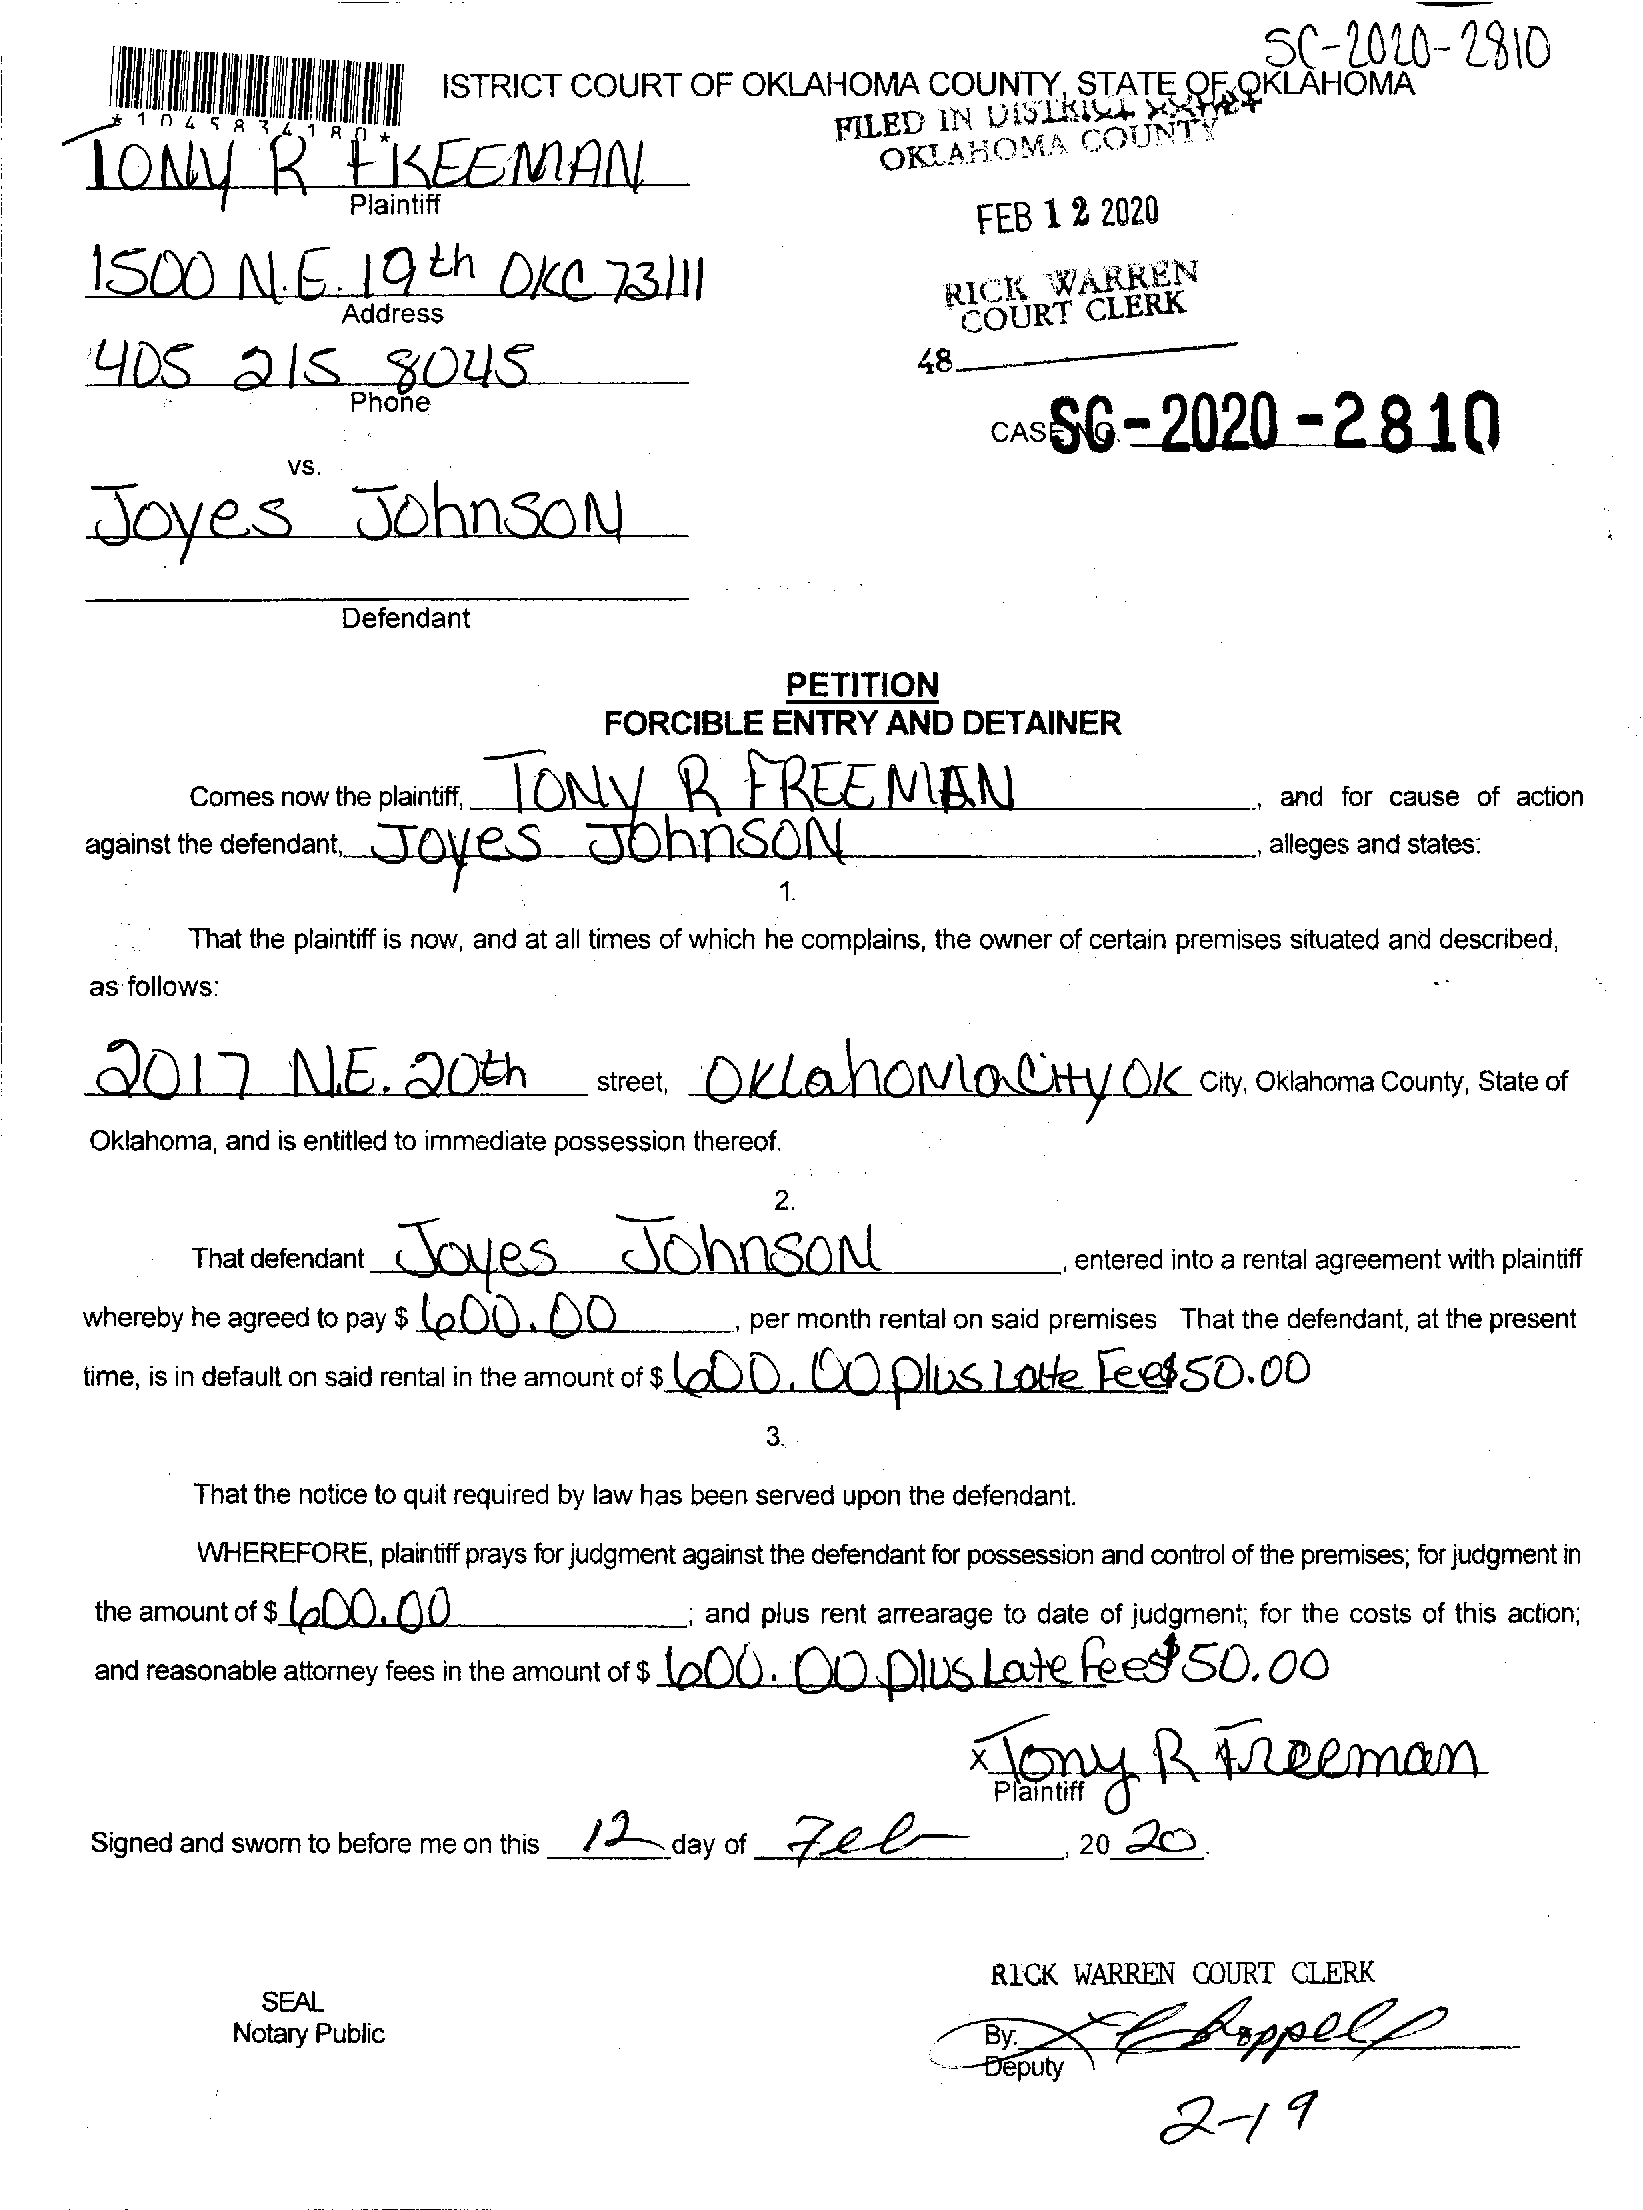 SC-2020-2810
ISTRICT COURT OF OKLAHOMA COUNTY, STATE OF OKLAHOMA
*1045834180*
FILED IN DISTRICT COURT
OKLAHOMA COUNTY
TONY R FREEMAN
Plaintiff
FEB 12 2020
1500 N.E. 19th OKC 73111
Address
RICK WARREN
COURT CLERK
405 215 8045
Phone
48
CASE NO. SC-2020-2810
vs.
Joyes Johnson
Defendant
PETITION
FORCIBLE ENTRY AND DETAINER
Comes now the plaintiff, TONY R FREEMAN, and for cause of action
against the defendant, Joyes Johnson, alleges and states:
1.
That the plaintiff is now, and at all times of which he complains, the owner of certain premises situated and described,
as follows:
2017 N.E. 20th street, Oklahoma City OK City, Oklahoma County, State of
Oklahoma, and is entitled to immediate possession thereof.
2.
That defendant Joyes Johnson, entered into a rental agreement with plaintiff
whereby he agreed to pay $ 600.00, per month rental on said premises That the defendant, at the present
time, is in default on said rental in the amount of $ 600.00 plus Late Fee $50.00
3.
That the notice to quit required by law has been served upon the defendant.
WHEREFORE, plaintiff prays for judgment against the defendant for possession and control of the premises; for judgment in
the amount of $ 600.00; and plus rent arrearage to date of judgment; for the costs of this action;
and reasonable attorney fees in the amount of $ 600.00 plus Late fees $50.00
x Tony R Freeman
Plaintiff
Signed and sworn to before me on this 12 day of Feb, 20 20.
RICK WARREN COURT CLERK
SEAL
Notary Public
By:
Deputy
2-19